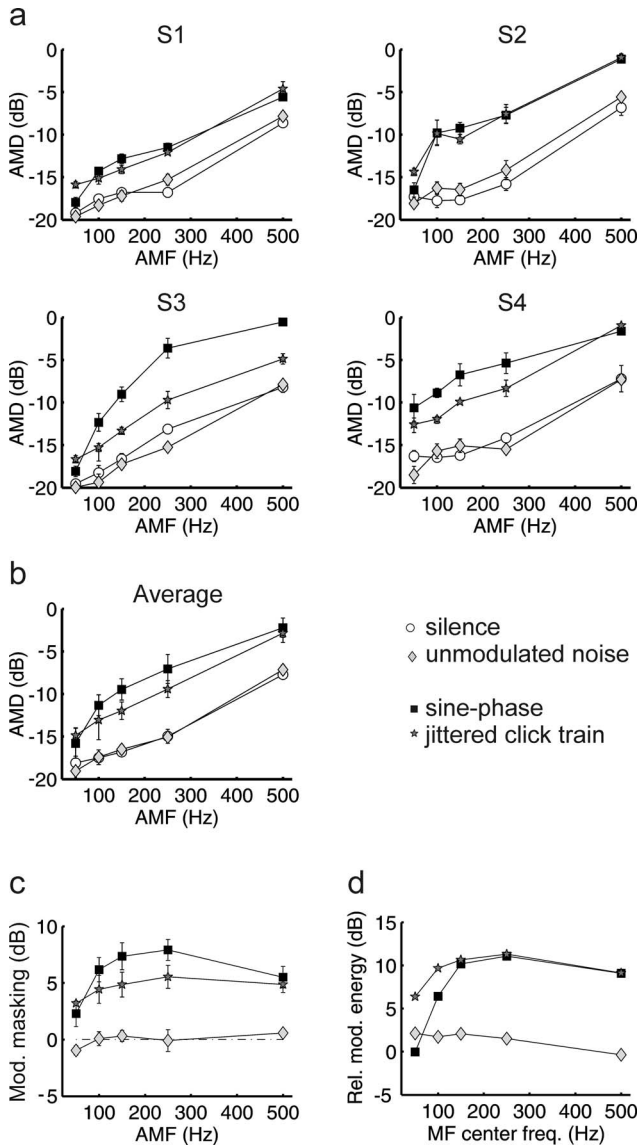 a
S1
S2
0
-5
-10
-15
-20
AMD (dB)
100 200 300 400 500
AMF (Hz)
0
-5
-10
-15
-20
AMD (dB)
100 200 300 400 500
AMF (Hz)
S3
S4
0
-5
-10
-15
-20
AMD (dB)
100 200 300 400 500
AMF (Hz)
0
-5
-10
-15
-20
AMD (dB)
100 200 300 400 500
AMF (Hz)
b
Average
0
-5
-10
-15
-20
AMD (dB)
100 200 300 400 500
AMF (Hz)
silence
unmodulated noise
sine-phase
jittered click train
c
10
5
0
-5
Mod. masking (dB)
100 200 300 400 500
AMF (Hz)
d
15
10
5
0
-5
Rel. mod. energy (dB)
100 200 300 400 500
MF center freq. (Hz)